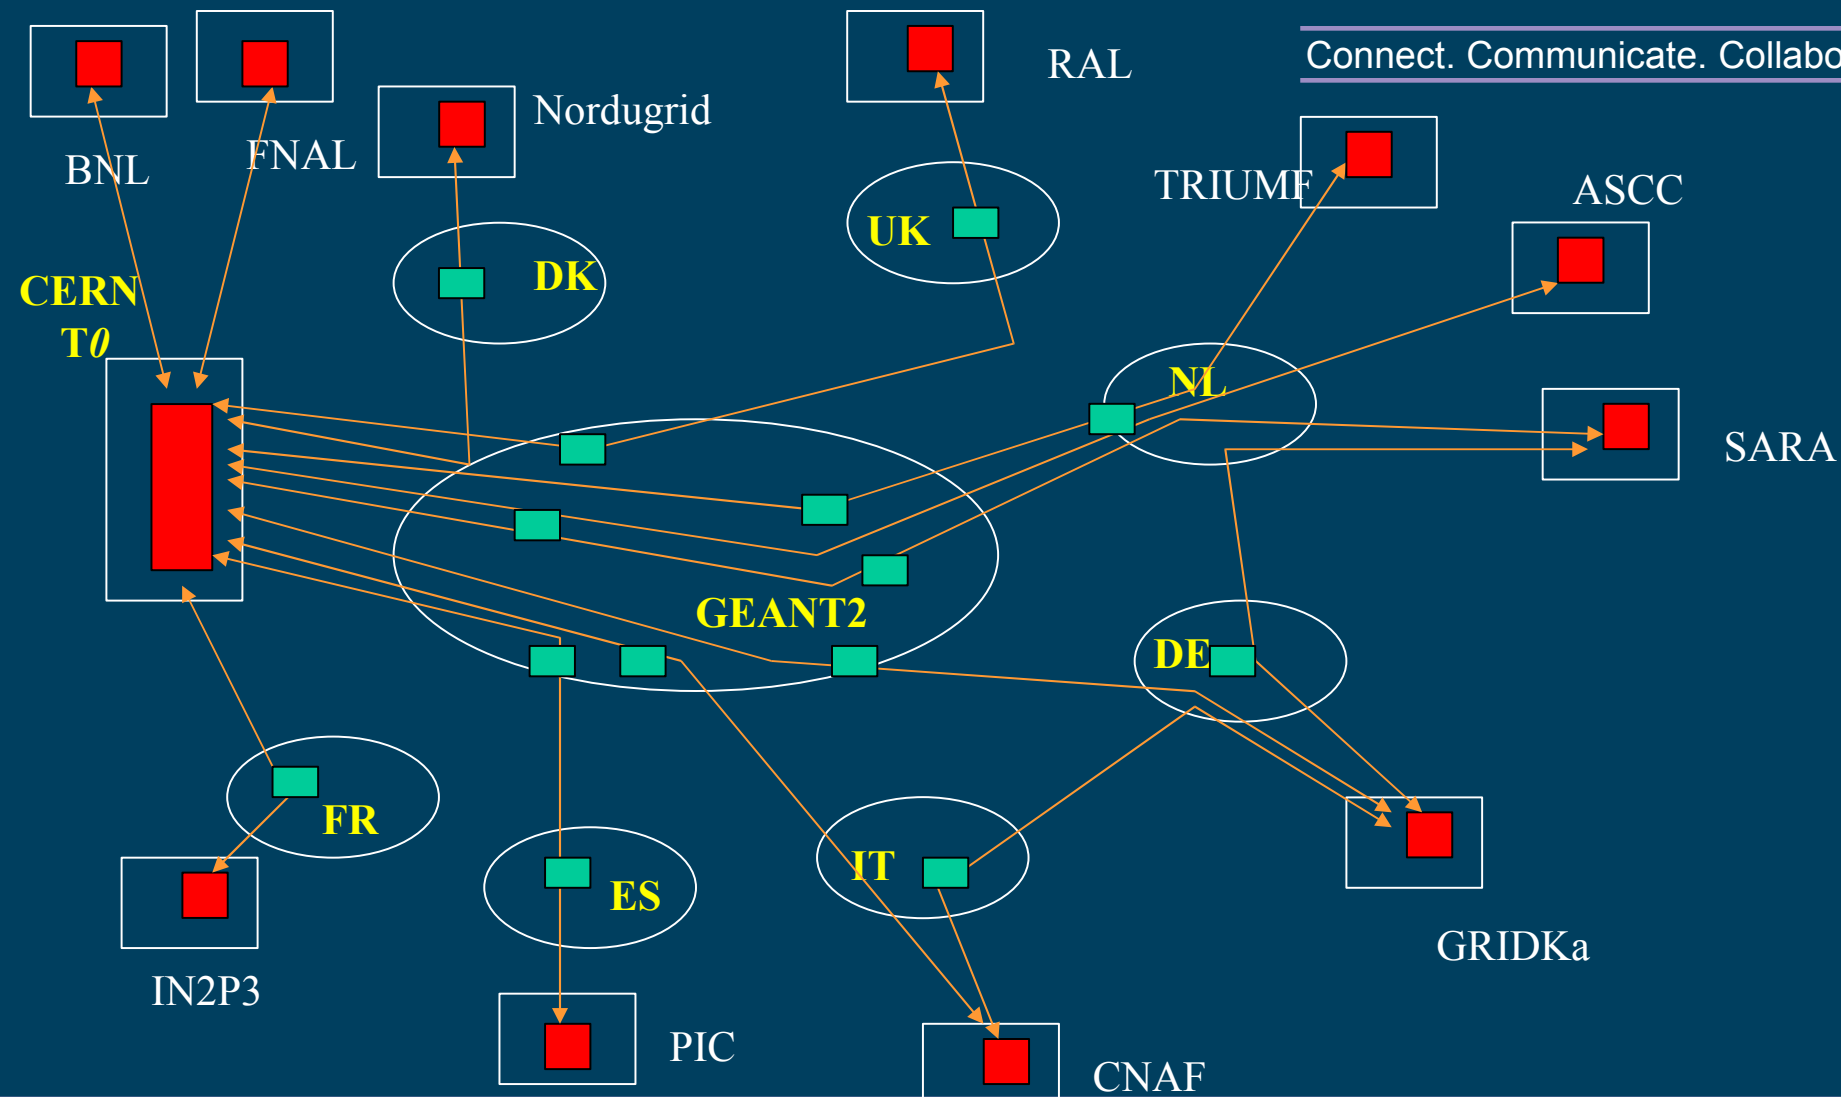 Connect. Communicate. Collabo
RAL
Nordugrid
BNL
FNAL
TRIUMF
ASCC
UK
DK
CERN
T0
NL
SARA
GEANT2
DE
FR
IT
ES
GRIDKa
IN2P3
PIC
CNAF